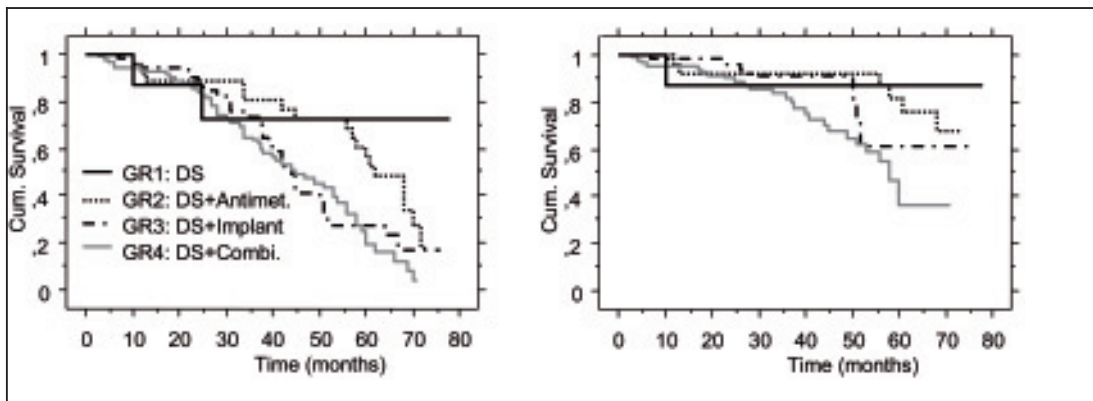 1
,8
,6
,4
,2
0
Cum. Survival
GR1: DS
GR2: DS+Antimet.
GR3: DS+Implant
GR4: DS+Combi.
0 10 20 30 40 50 60 70 80
Time (months)
1
,8
,6
,4
,2
0
Cum. Survival
0 10 20 30 40 50 60 70 80
Time (months)